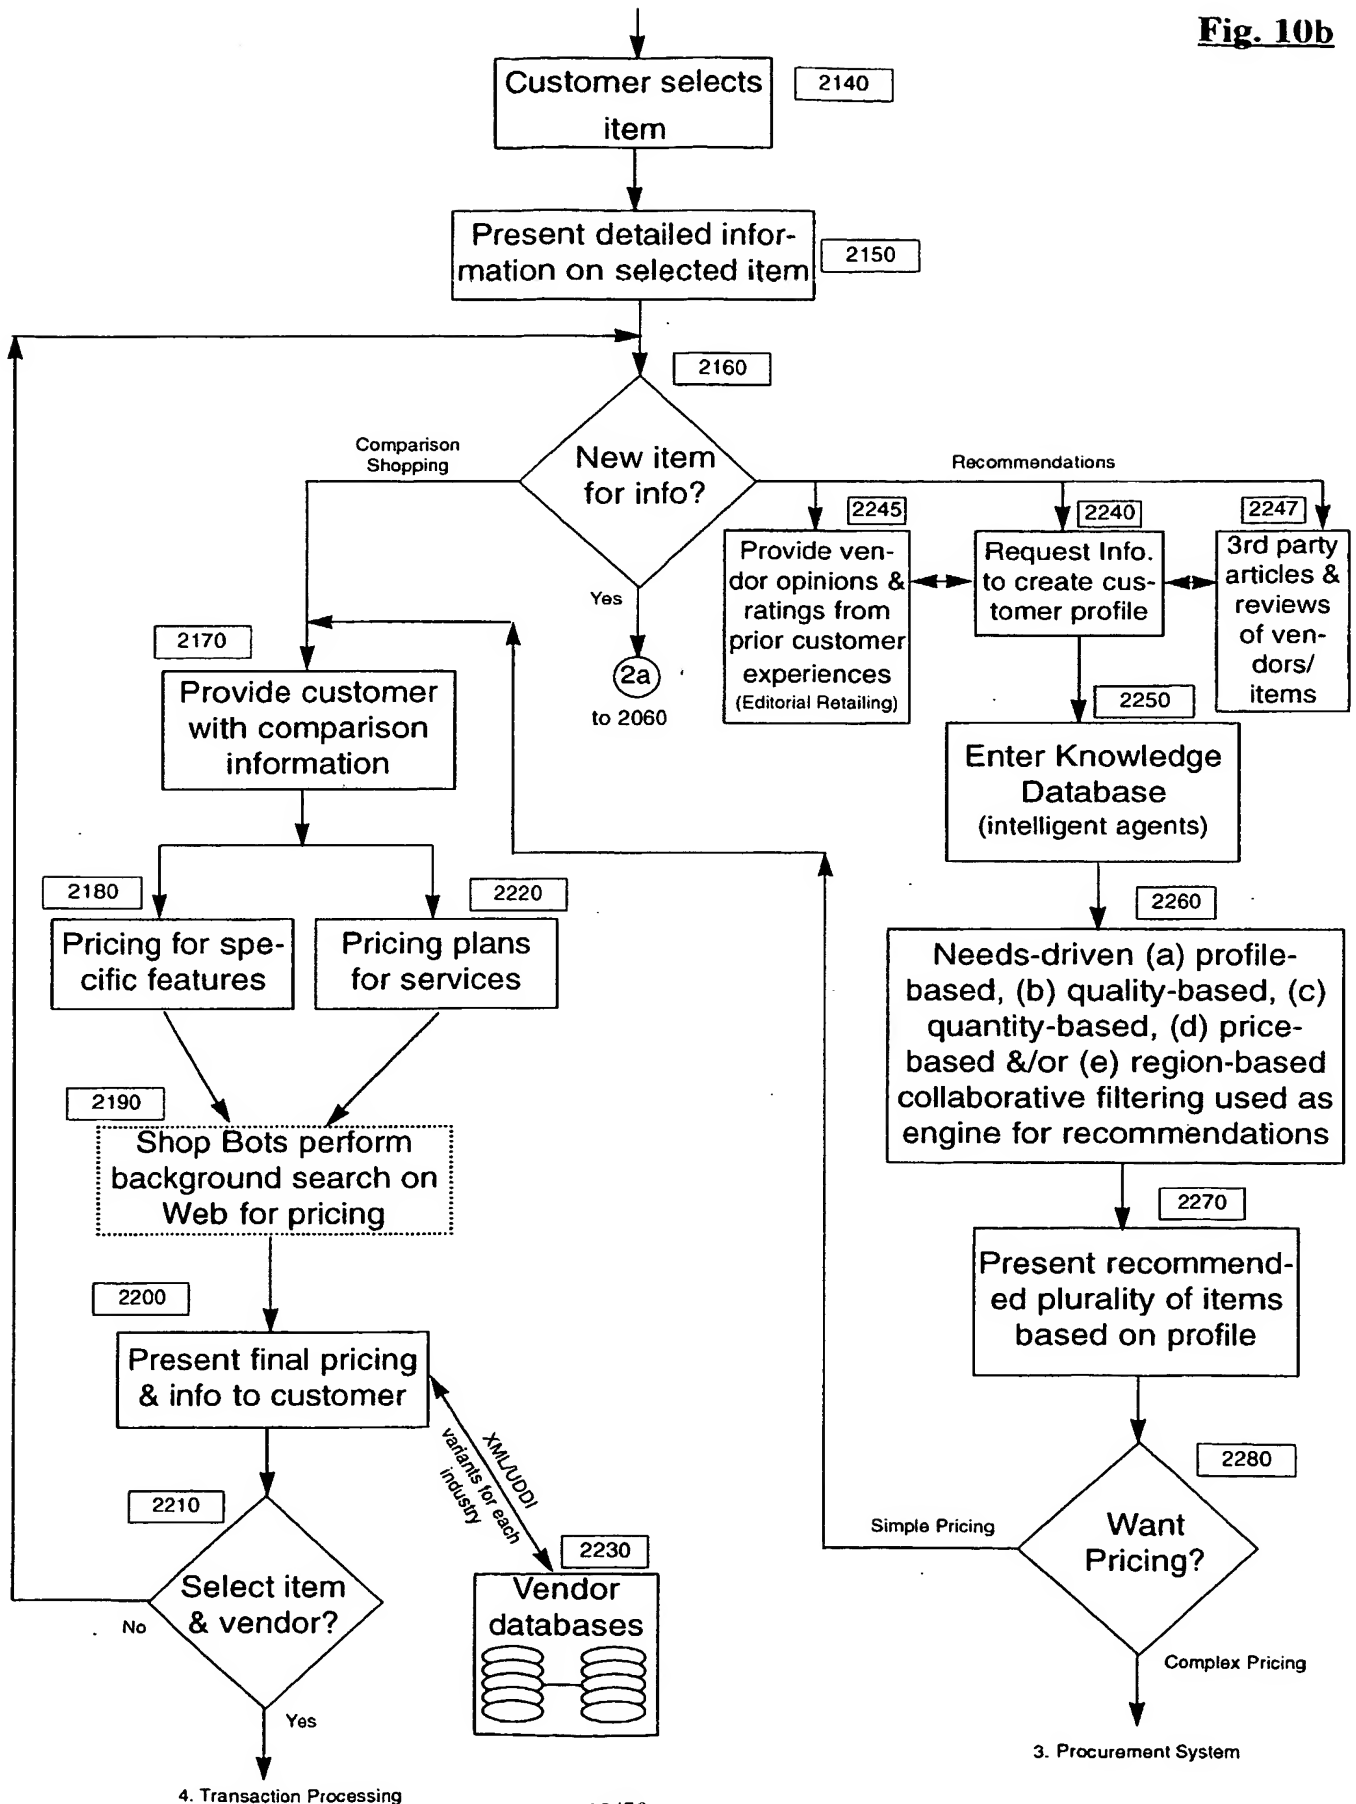 Fig. 10b
Customer selects
item
2140
Present detailed infor-
mation on selected item
2150
2160
New item
for info?
Comparison
Shopping
Recommendations
Yes
2a
to 2060
2245
Provide ven-
dor opinions &
ratings from
prior customer
experiences
(Editorial Retailing)
2240
Request Info.
to create cus-
tomer profile
2247
3rd party
articles &
reviews
of ven-
dors/
items
2170
Provide customer
with comparison
information
2250
Enter Knowledge
Database
(intelligent agents)
2180
Pricing for spe-
cific features
2220
Pricing plans
for services
2260
Needs-driven (a) profile-
based, (b) quality-based, (c)
quantity-based, (d) price-
based &/or (e) region-based
collaborative filtering used as
engine for recommendations
2190
Shop Bots perform
background search on
Web for pricing
2270
Present recommend-
ed plurality of items
based on profile
2200
Present final pricing
& info to customer
XML/UDDI
variants for each
industry
2280
Want
Pricing?
Simple Pricing
Complex Pricing
3. Procurement System
2210
Select item
& vendor?
No
Yes
4. Transaction Processing
2230
Vendor
databases